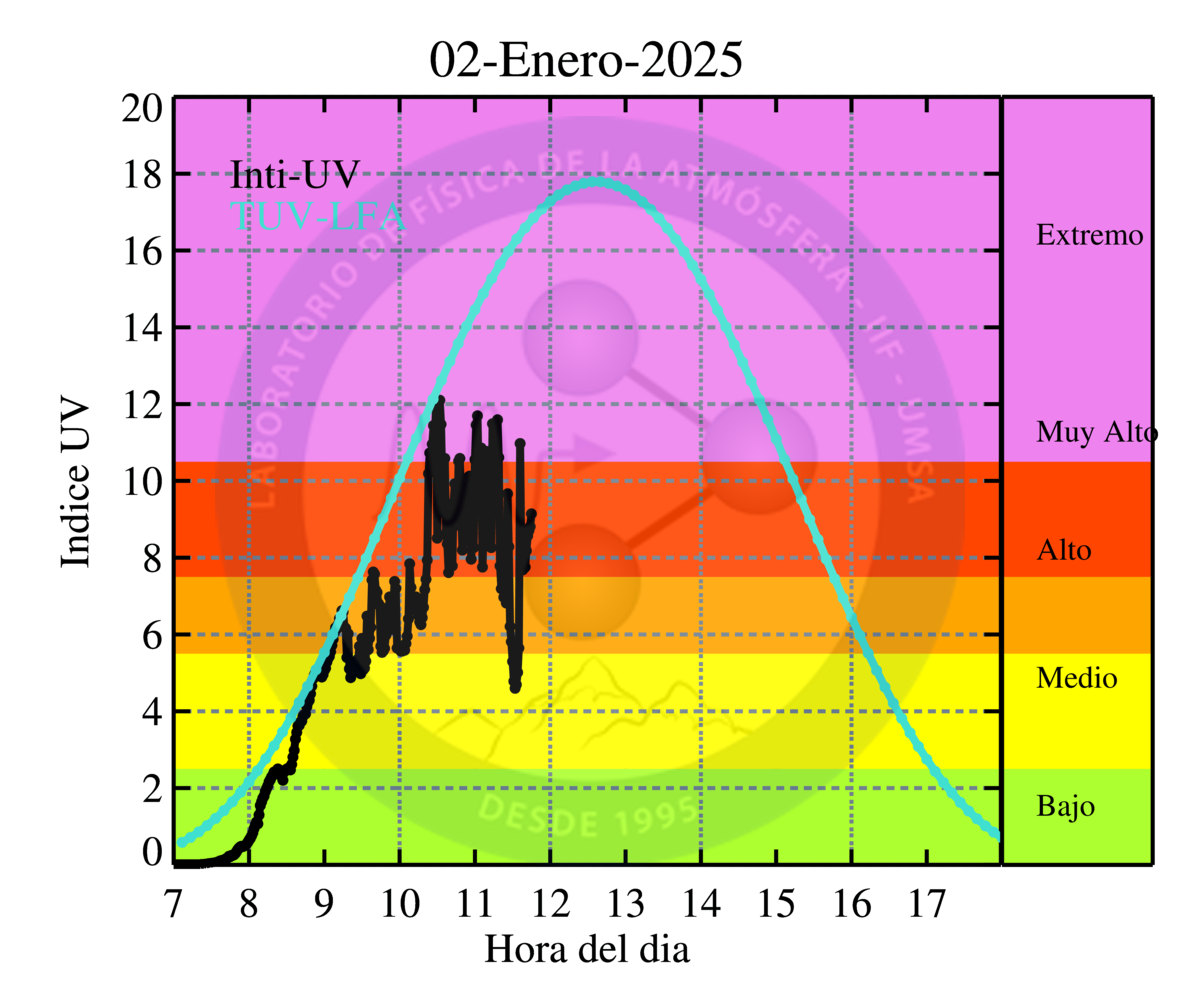 02-Enero-2025
20
18
16
14
12
10
8
6
4
2
0
Indice UV
Inti-UV
TUV-LFA
LABORATORIO DE FÍSICA DE LA ATMÓSFERA - IIF - UMSA
DESDE 1995
Extremo
Muy Alto
Alto
Medio
Bajo
7 8 9 10 11 12 13 14 15 16 17
Hora del dia